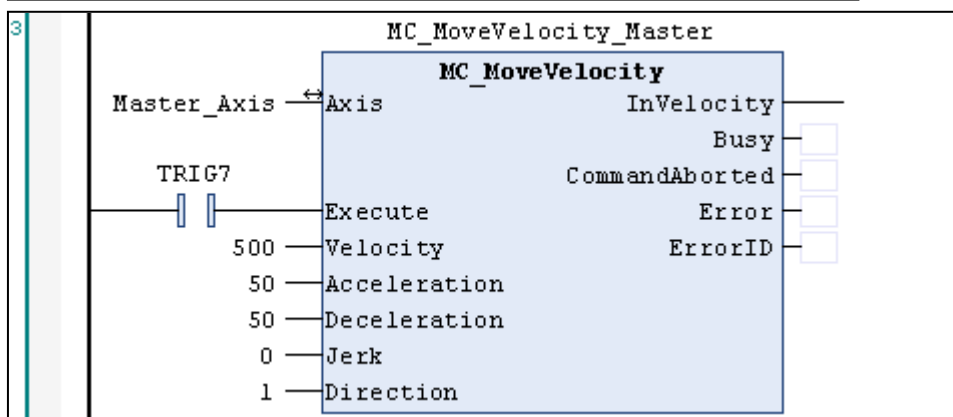 3
MC_MoveVelocity_Master
MC_MoveVelocity
Master_Axis Axis InVelocity
Busy
TRIG7 CommandAborted
Execute Error
500 Velocity ErrorID
50 Acceleration
50 Deceleration
0 Jerk
1 Direction